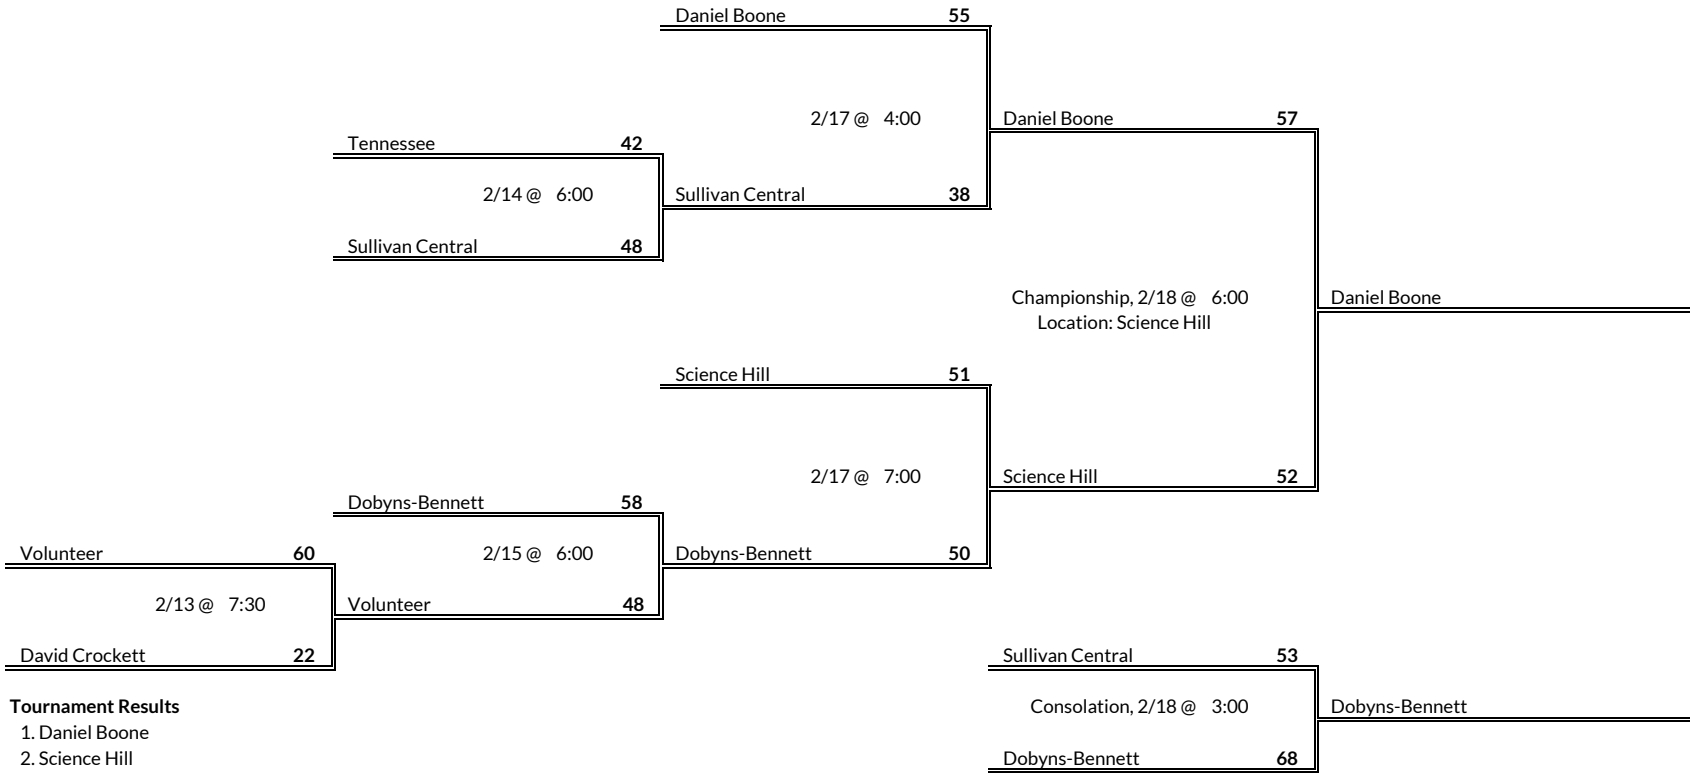 Daniel Boone 55
2/17 @ 4:00
Daniel Boone 57
Tennessee 42
2/14 @ 6:00
Sullivan Central 38
Sullivan Central 48
Championship, 2/18 @ 6:00
Daniel Boone
Location: Science Hill
Science Hill 51
2/17 @ 7:00
Science Hill 52
Dobyns-Bennett 58
Volunteer 60
2/15 @ 6:00
Dobyns-Bennett 50
2/13 @ 7:30
Volunteer 48
David Crockett 22
Sullivan Central 53
Tournament Results
Consolation, 2/18 @ 3:00
Dobyns-Bennett
1. Daniel Boone
2. Science Hill
Dobyns-Bennett 68